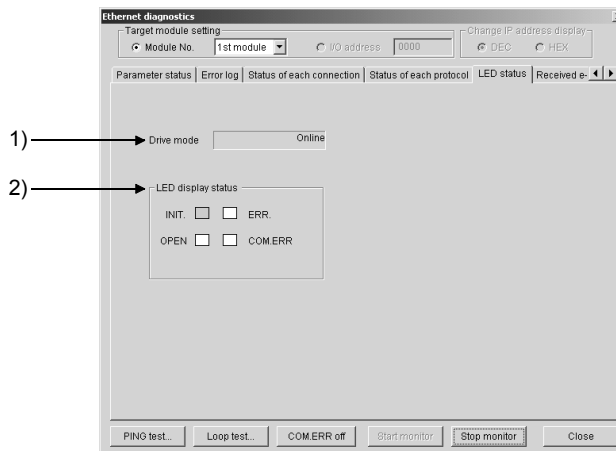 Ethernet diagnostics
Target module setting
Change IP address display
Module No. 1st module I/O address 0000 DEC HEX
Parameter status Error log Status of each connection Status of each protocol LED status Received e-
1) Drive mode Online
2) LED display status
INIT. ERR.
OPEN COM.ERR
PING test... Loop test... COM.ERR off Start monitor Stop monitor Close